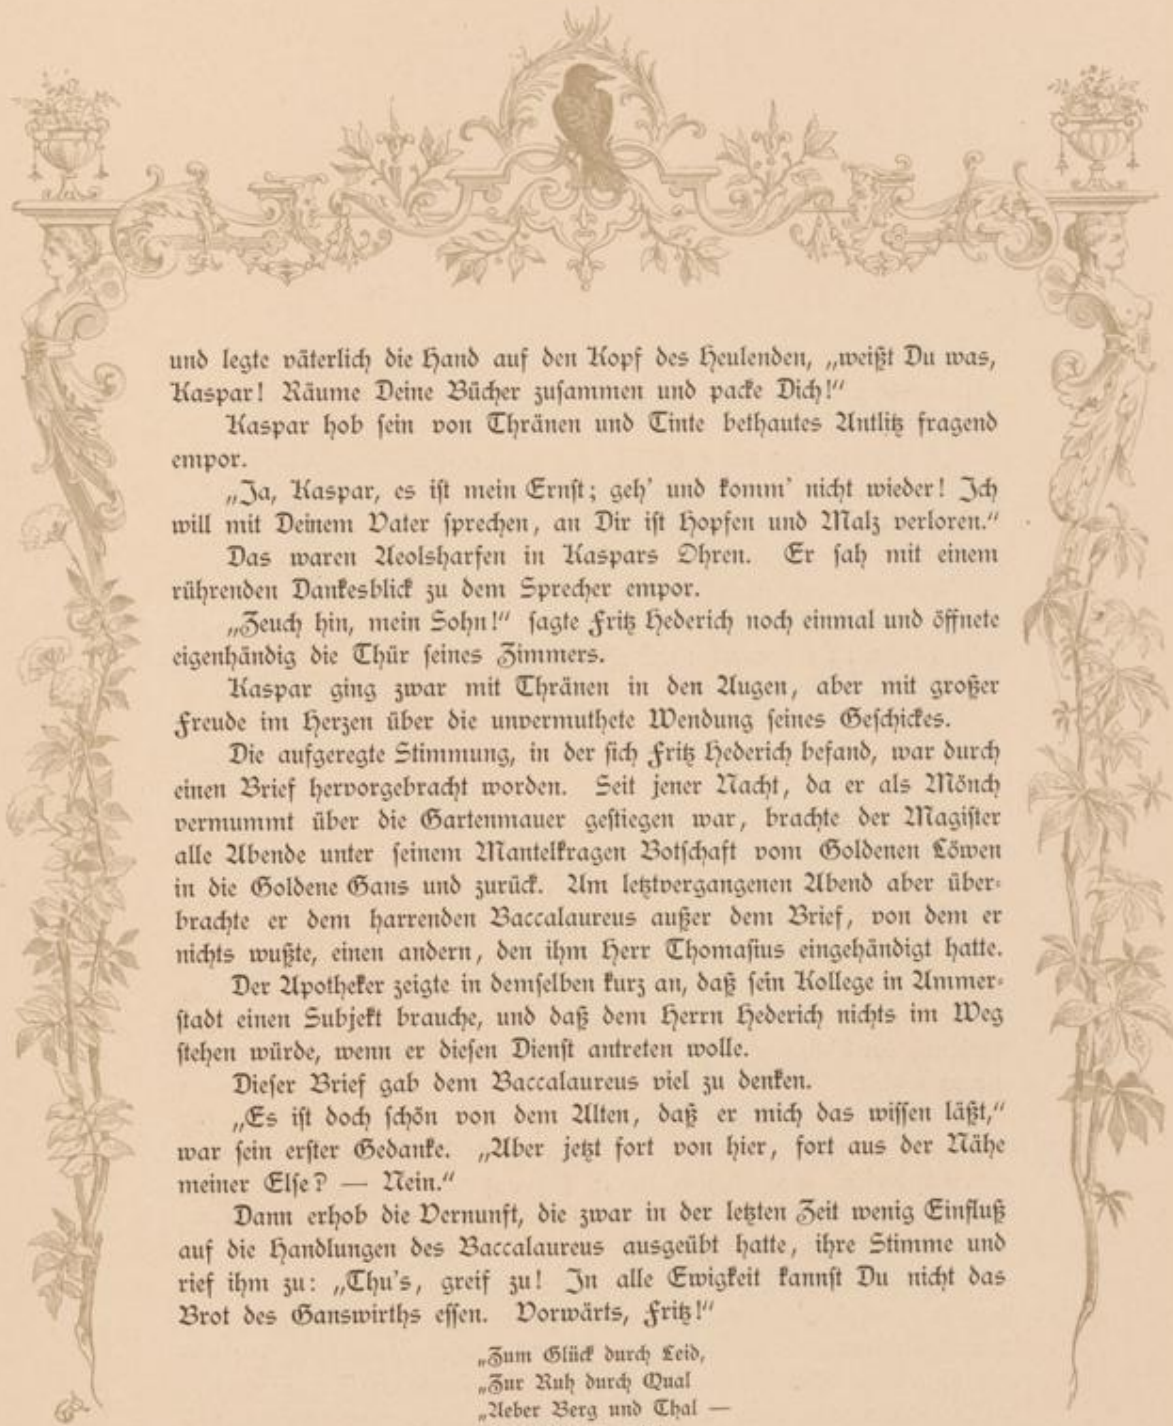 und legte väterlich die Hand auf den Kopf des Heulenden, „weißt Du was,
Kaspar! Räume Deine Bücher zusammen und packe Dich!“
Kaspar hob sein von Thränen und Tinte bethautes Antlitz fragend
empor.
„Ja, Kaspar, es ist mein Ernst; geh’ und komm’ nicht wieder! Ich
will mit Deinem Vater sprechen, an Dir ist Hopfen und Malz verloren.“
Das waren Aeolsharfen in Kaspars Ohren. Er sah mit einem
rührenden Dankesblick zu dem Sprecher empor.
„Zeuch hin, mein Sohn!“ sagte Fritz Hederich noch einmal und öffnete
eigenhändig die Thür seines Zimmers.
Kaspar ging zwar mit Thränen in den Augen, aber mit großer
Freude im Herzen über die unvermuthete Wendung seines Geschickes.
Die aufgeregte Stimmung, in der sich Fritz Hederich befand, war durch
einen Brief hervorgebracht worden. Seit jener Nacht, da er als Mönch
vermummt über die Gartenmauer gestiegen war, brachte der Magister
alle Abende unter seinem Mantelkragen Botschaft vom Goldenen Löwen
in die Goldene Gans und zurück. Am letztvergangenen Abend aber über-
brachte er dem harrenden Baccalaureus außer dem Brief, von dem er
nichts wußte, einen andern, den ihm Herr Thomasius eingehändigt hatte.
Der Apotheker zeigte in demselben kurz an, daß sein Kollege in Ammer-
stadt einen Subjekt brauche, und daß dem Herrn Hederich nichts im Weg
stehen würde, wenn er diesen Dienst antreten wolle.
Dieser Brief gab dem Baccalaureus viel zu denken.
„Es ist doch schön von dem Alten, daß er mich das wissen läßt,“
war sein erster Gedanke. „Aber jetzt fort von hier, fort aus der Nähe
meiner Else? — Nein.“
Dann erhob die Vernunft, die zwar in der letzten Zeit wenig Einfluß
auf die Handlungen des Baccalaureus ausgeübt hatte, ihre Stimme und
rief ihm zu: „Thu’s, greif zu! In alle Ewigkeit kannst Du nicht das
Brot des Ganswirths essen. Vorwärts, Fritz!“
„Zum Glück durch Leid,
„Zur Ruh durch Qual
„Ueber Berg und Thal —